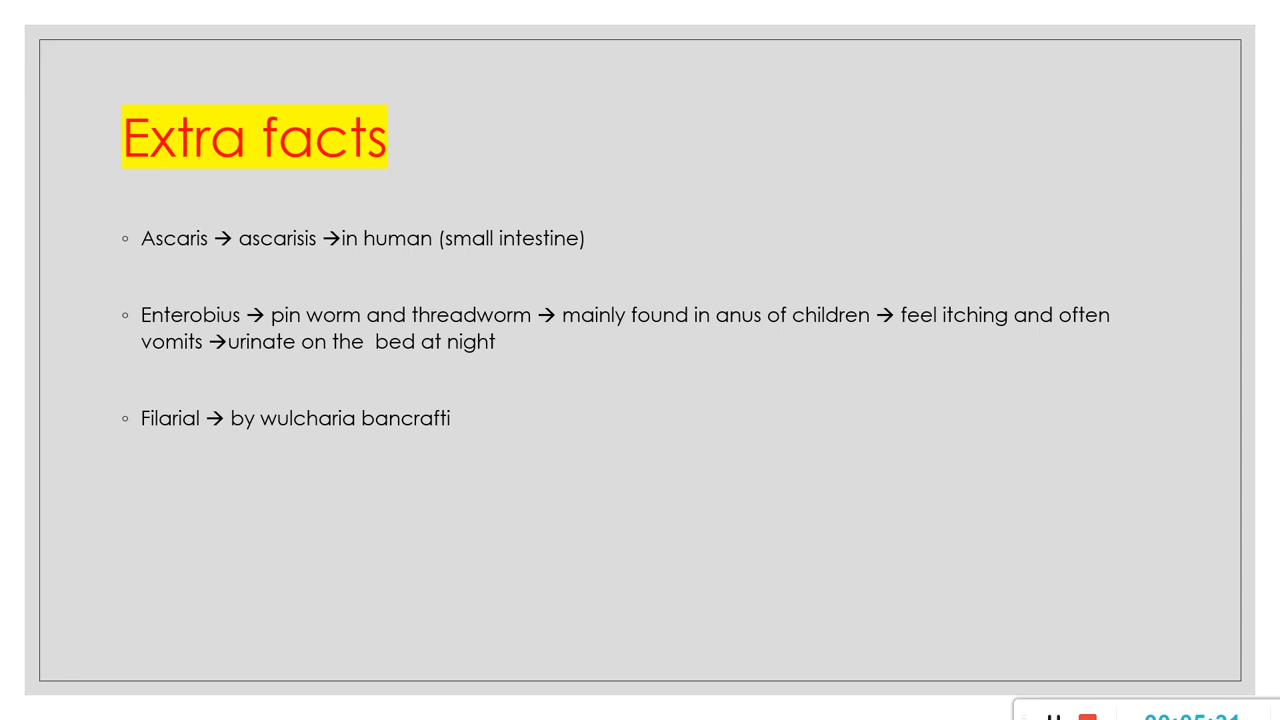 Extra facts
◦ Ascaris → ascarisis →in human (small intestine)
◦ Enterobius → pin worm and threadworm → mainly found in anus of children → feel itching and often
vomits →urinate on the  bed at night
◦ Filarial → by wulcharia bancrafti